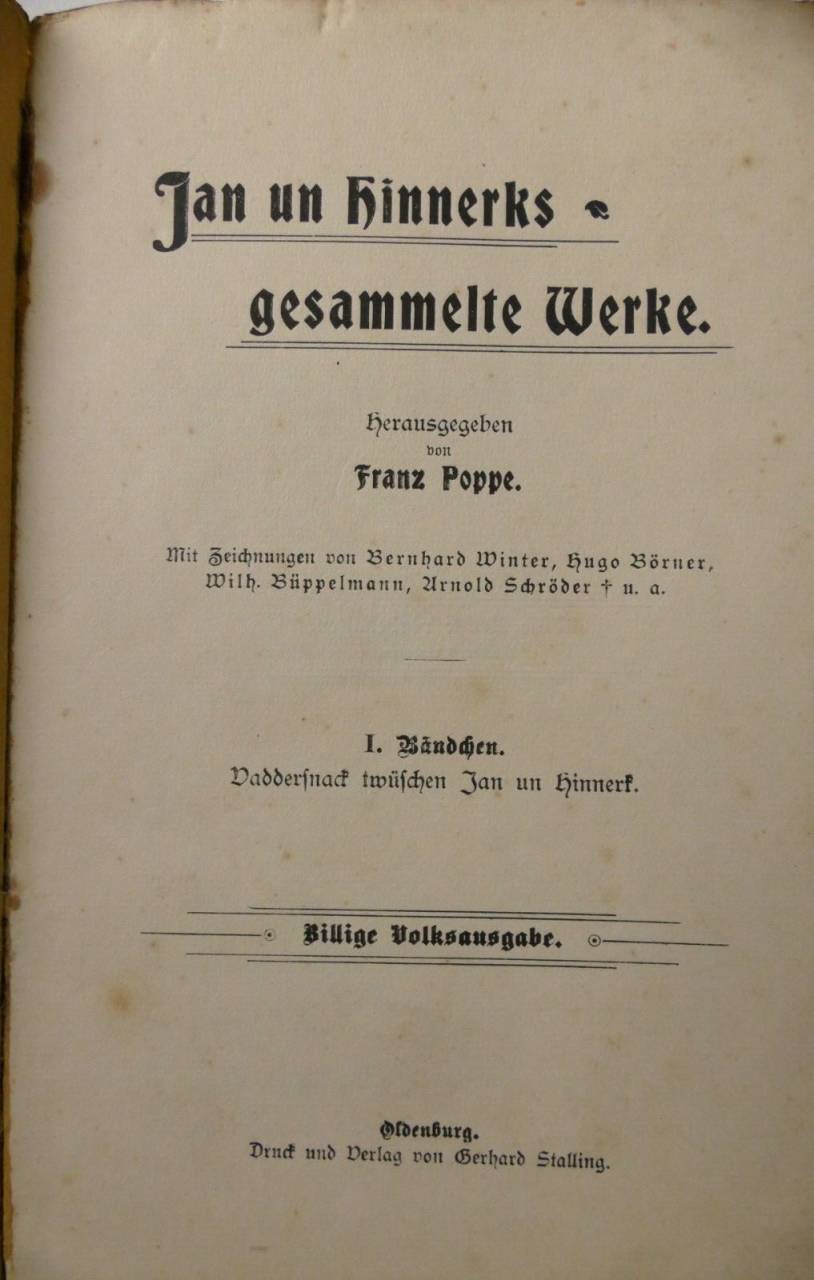 Jan un Hinnerks
gesammelte Werke.
Herausgegeben
von
Franz Poppe.
Mit Zeichnungen von Bernhard Winter, Hugo Börner,
Wilh. Büppelmann, Arnold Schröder † u. a.
I. Bändchen.
Vaddersnack twüschen Jan un Hinnerk.
Billige Volksausgabe.
Oldenburg.
Druck und Verlag von Gerhard Stalling.